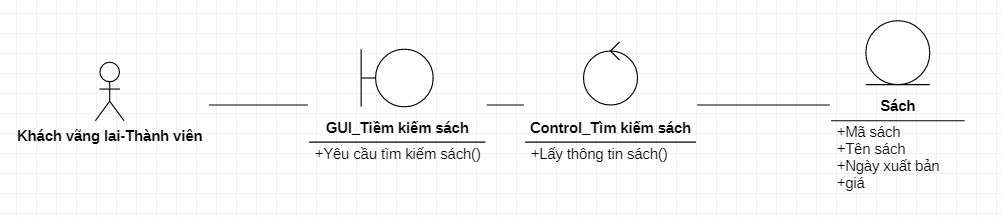 Khách vãng lai-Thành viên
GUI_Tiềm kiếm sách
+Yêu cầu tìm kiếm sách()
Control_Tìm kiếm sách
+Lấy thông tin sách()
Sách
+Mã sách
+Tên sách
+Ngày xuất bản
+giá